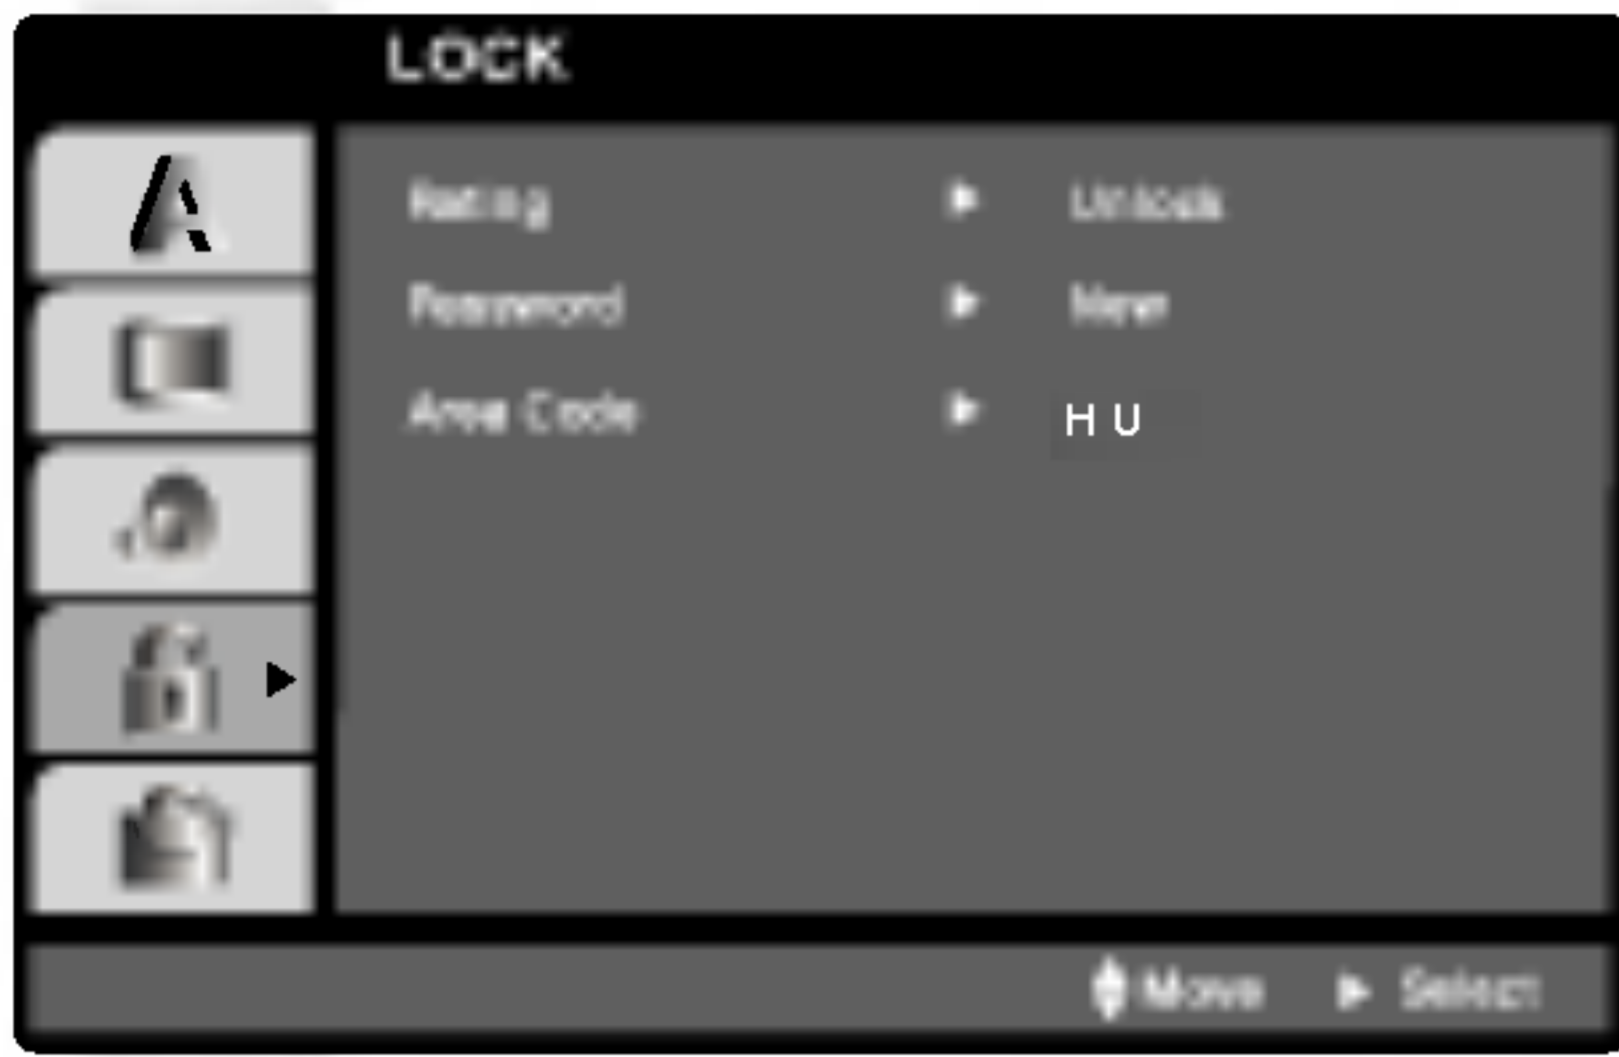 LOCK
Rating Unlock
Password New
Area Code H U
Move Select